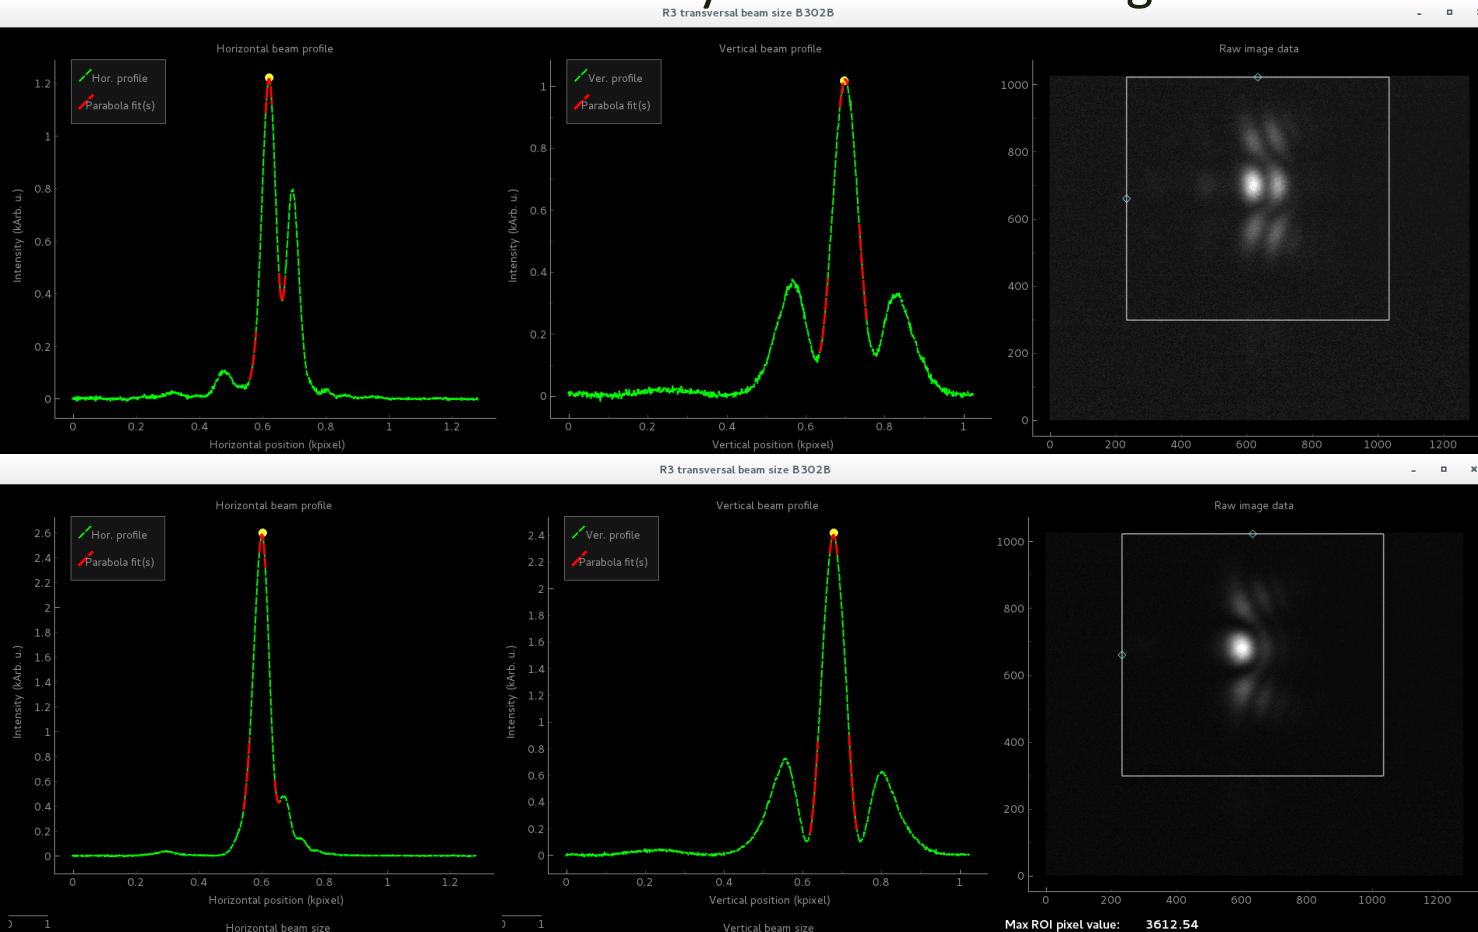 R3 transversal beam size B302B
Horizontal beam profile
Hor. profile
Parabola fit(s)
1.2
1
0.8
0.6
0.4
0.2
0
Intensity (kArb. u.)
0 0.2 0.4 0.6 0.8 1 1.2
Horizontal position (kpixel)
Vertical beam profile
Ver. profile
Parabola fit(s)
1
0.8
0.6
0.4
0.2
0
Intensity (kArb. u.)
0 0.2 0.4 0.6 0.8 1
Vertical position (kpixel)
Raw image data
1000
800
600
400
200
0
0 200 400 600 800 1000 1200
R3 transversal beam size B302B
Horizontal beam profile
Hor. profile
Parabola fit(s)
2.6
2.4
2.2
2
1.8
1.6
1.4
1.2
1
0.8
0.6
0.4
0.2
0
Intensity (kArb. u.)
0 0.2 0.4 0.6 0.8 1 1.2
Horizontal position (kpixel)
Vertical beam profile
Ver. profile
Parabola fit(s)
2.4
2.2
2
1.8
1.6
1.4
1.2
1
0.8
0.6
0.4
0.2
0
Intensity (kArb. u.)
0 0.2 0.4 0.6 0.8 1
Vertical position (kpixel)
Raw image data
1000
800
600
400
200
0
0 200 400 600 800 1000 1200
1
Horizontal beam size
1
Vertical beam size
Max ROI pixel value: 3612.54